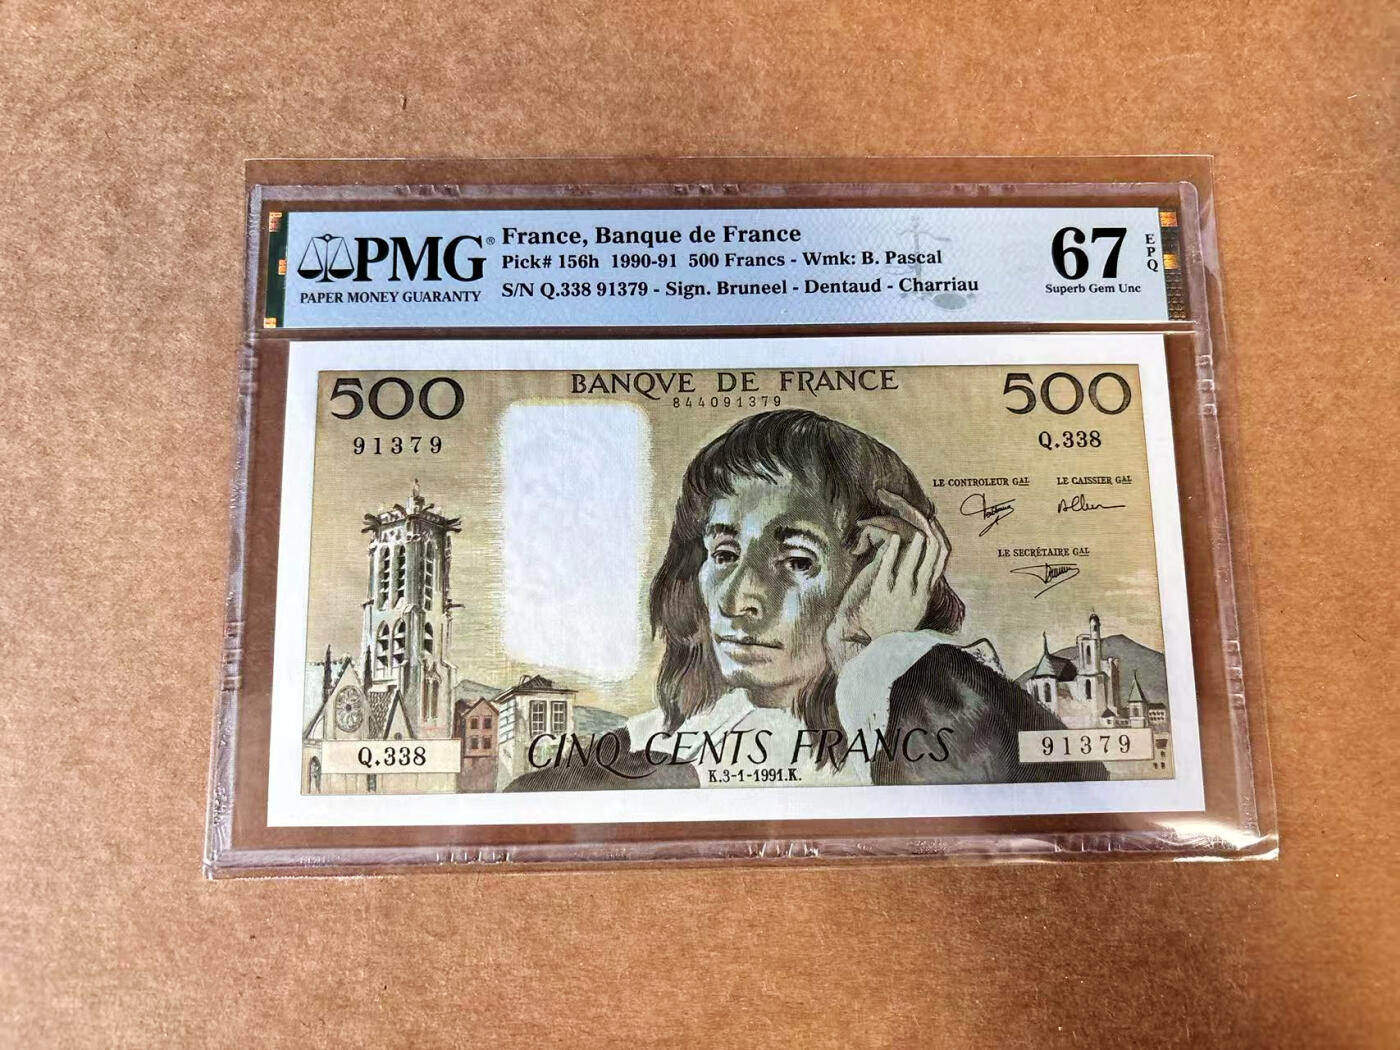 PMG®
PAPER MONEY GUARANTY
France, Banque de France
Pick# 156h 1990-91 500 Francs - Wmk: B. Pascal
S/N Q.338 91379 - Sign. Bruneel - Dentaud - Charriau
67
EPQ
Superb Gem Unc
500
BANQVE DE FRANCE
500
844091379
91379
Q.338
LE CONTROLEUR GAL
LE CAISSIER GAL
LE SECRÉTAIRE GAL
Q.338
CINQ CENTS FRANCS
91379
K.3-1-1991.K.